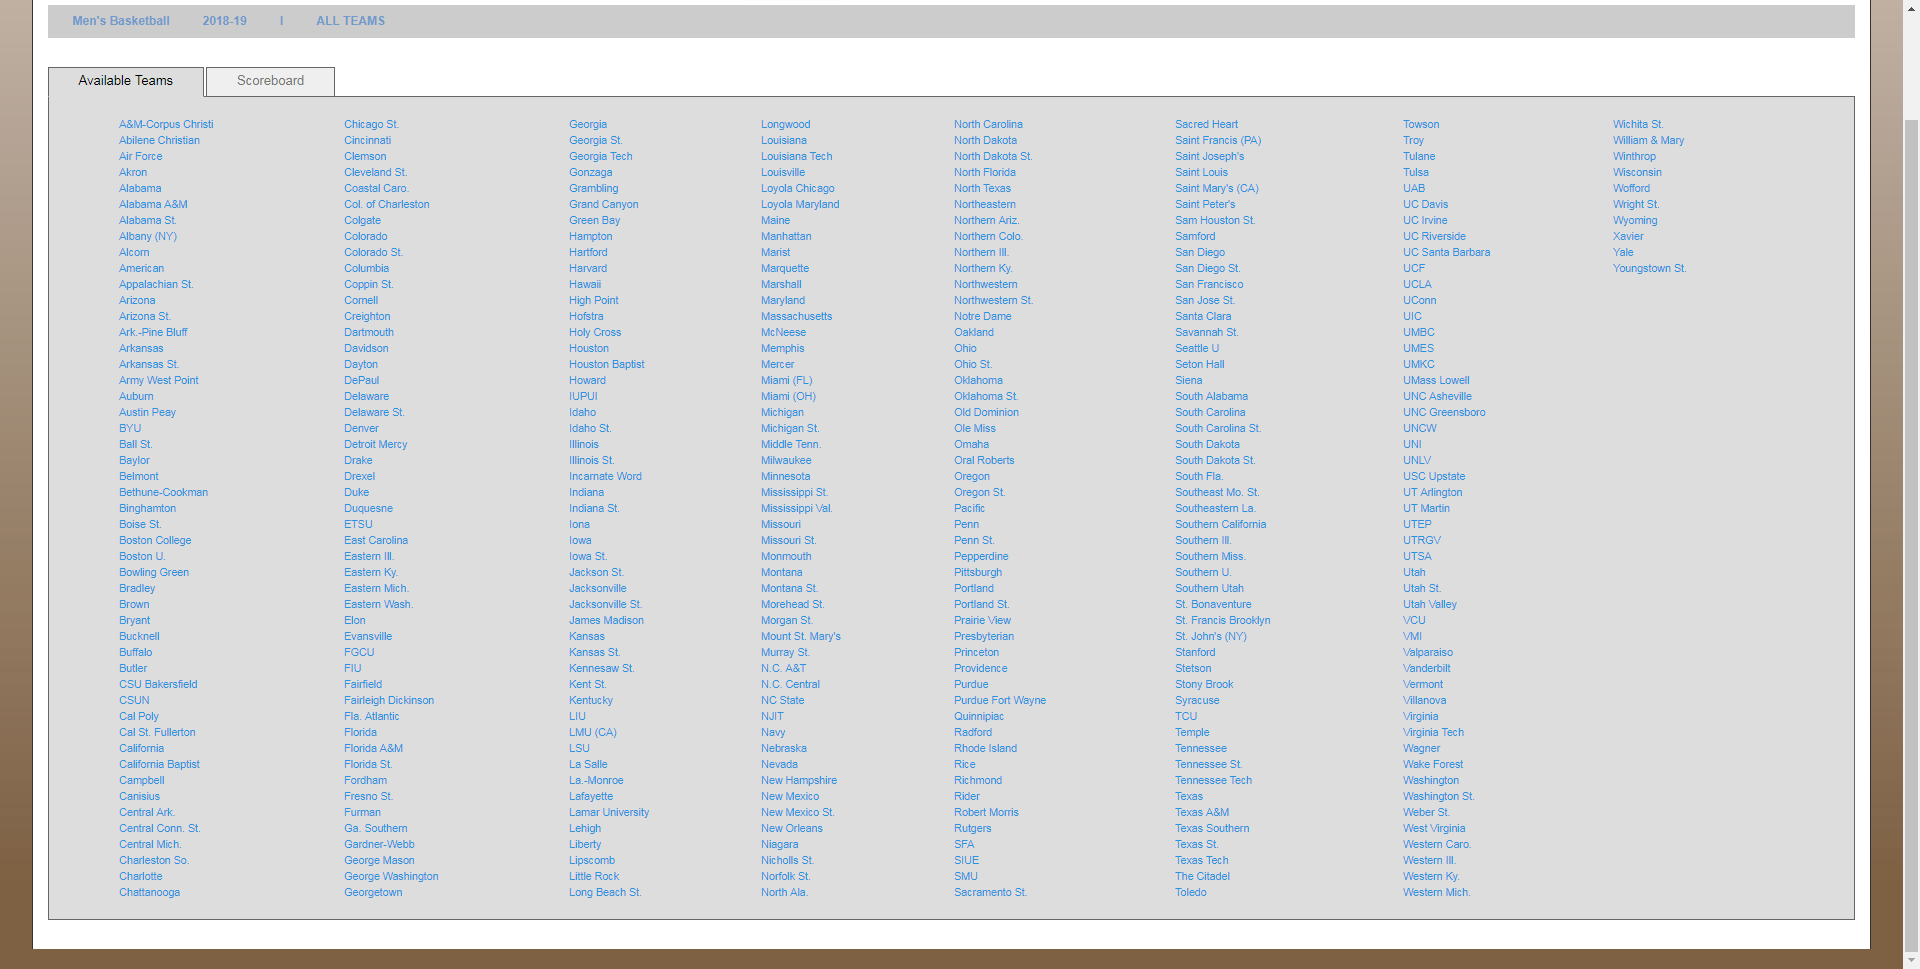 Men's Basketball 2018-19 I ALL TEAMS
Available Teams Scoreboard
A&M-Corpus Christi
Abilene Christian
Air Force
Akron
Alabama
Alabama A&M
Alabama St.
Albany (NY)
Alcorn
American
Appalachian St.
Arizona
Arizona St.
Ark.-Pine Bluff
Arkansas
Arkansas St.
Army West Point
Auburn
Austin Peay
BYU
Ball St.
Baylor
Belmont
Bethune-Cookman
Binghamton
Boise St.
Boston College
Boston U.
Bowling Green
Bradley
Brown
Bryant
Bucknell
Buffalo
Butler
CSU Bakersfield
CSUN
Cal Poly
Cal St. Fullerton
California
California Baptist
Campbell
Canisius
Central Ark.
Central Conn. St.
Central Mich.
Charleston So.
Charlotte
Chattanooga
Chicago St.
Cincinnati
Clemson
Cleveland St.
Coastal Caro.
Col. of Charleston
Colgate
Colorado
Colorado St.
Columbia
Coppin St.
Cornell
Creighton
Dartmouth
Davidson
Dayton
DePaul
Delaware
Delaware St.
Denver
Detroit Mercy
Drake
Drexel
Duke
Duquesne
ETSU
East Carolina
Eastern Ill.
Eastern Ky.
Eastern Mich.
Eastern Wash.
Elon
Evansville
FGCU
FIU
Fairfield
Fairleigh Dickinson
Fla. Atlantic
Florida
Florida A&M
Florida St.
Fordham
Fresno St.
Furman
Ga. Southern
Gardner-Webb
George Mason
George Washington
Georgetown
Georgia
Georgia St.
Georgia Tech
Gonzaga
Grambling
Grand Canyon
Green Bay
Hampton
Hartford
Harvard
Hawaii
High Point
Hofstra
Holy Cross
Houston
Houston Baptist
Howard
IUPUI
Idaho
Idaho St.
Illinois
Illinois St.
Incarnate Word
Indiana
Indiana St.
Iona
Iowa
Iowa St.
Jackson St.
Jacksonville
Jacksonville St.
James Madison
Kansas
Kansas St.
Kennesaw St.
Kent St.
Kentucky
LIU
LMU (CA)
LSU
La Salle
La.-Monroe
Lafayette
Lamar University
Lehigh
Liberty
Lipscomb
Little Rock
Long Beach St.
Longwood
Louisiana
Louisiana Tech
Louisville
Loyola Chicago
Loyola Maryland
Maine
Manhattan
Marist
Marquette
Marshall
Maryland
Massachusetts
McNeese
Memphis
Mercer
Miami (FL)
Miami (OH)
Michigan
Michigan St.
Middle Tenn.
Milwaukee
Minnesota
Mississippi St.
Mississippi Val.
Missouri
Missouri St.
Monmouth
Montana
Montana St.
Morehead St.
Morgan St.
Mount St. Mary's
Murray St.
N.C. A&T
N.C. Central
NC State
NJIT
Navy
Nebraska
Nevada
New Hampshire
New Mexico
New Mexico St.
New Orleans
Niagara
Nicholls St.
Norfolk St.
North Ala.
North Carolina
North Dakota
North Dakota St.
North Florida
North Texas
Northeastern
Northern Ariz.
Northern Colo.
Northern Ill.
Northern Ky.
Northwestern
Northwestern St.
Notre Dame
Oakland
Ohio
Ohio St.
Oklahoma
Oklahoma St.
Old Dominion
Ole Miss
Omaha
Oral Roberts
Oregon
Oregon St.
Pacific
Penn
Penn St.
Pepperdine
Pittsburgh
Portland
Portland St.
Prairie View
Presbyterian
Princeton
Providence
Purdue
Purdue Fort Wayne
Quinnipiac
Radford
Rhode Island
Rice
Richmond
Rider
Robert Morris
Rutgers
SFA
SIUE
SMU
Sacramento St.
Sacred Heart
Saint Francis (PA)
Saint Joseph's
Saint Louis
Saint Mary's (CA)
Saint Peter's
Sam Houston St.
Samford
San Diego
San Diego St.
San Francisco
San Jose St.
Santa Clara
Savannah St.
Seattle U
Seton Hall
Siena
South Alabama
South Carolina
South Carolina St.
South Dakota
South Dakota St.
South Fla.
Southeast Mo. St.
Southeastern La.
Southern California
Southern Ill.
Southern Miss.
Southern U.
Southern Utah
St. Bonaventure
St. Francis Brooklyn
St. John's (NY)
Stanford
Stetson
Stony Brook
Syracuse
TCU
Temple
Tennessee
Tennessee St.
Tennessee Tech
Texas
Texas A&M
Texas Southern
Texas St.
Texas Tech
The Citadel
Toledo
Towson
Troy
Tulane
Tulsa
UAB
UC Davis
UC Irvine
UC Riverside
UC Santa Barbara
UCF
UCLA
UConn
UIC
UMBC
UMES
UMKC
UMass Lowell
UNC Asheville
UNC Greensboro
UNCW
UNI
UNLV
USC Upstate
UT Arlington
UT Martin
UTEP
UTRGV
UTSA
Utah
Utah St.
Utah Valley
VCU
VMI
Valparaiso
Vanderbilt
Vermont
Villanova
Virginia
Virginia Tech
Wagner
Wake Forest
Washington
Washington St.
Weber St.
West Virginia
Western Caro.
Western Ill.
Western Ky.
Western Mich.
Wichita St.
William & Mary
Winthrop
Wisconsin
Wofford
Wright St.
Wyoming
Xavier
Yale
Youngstown St.